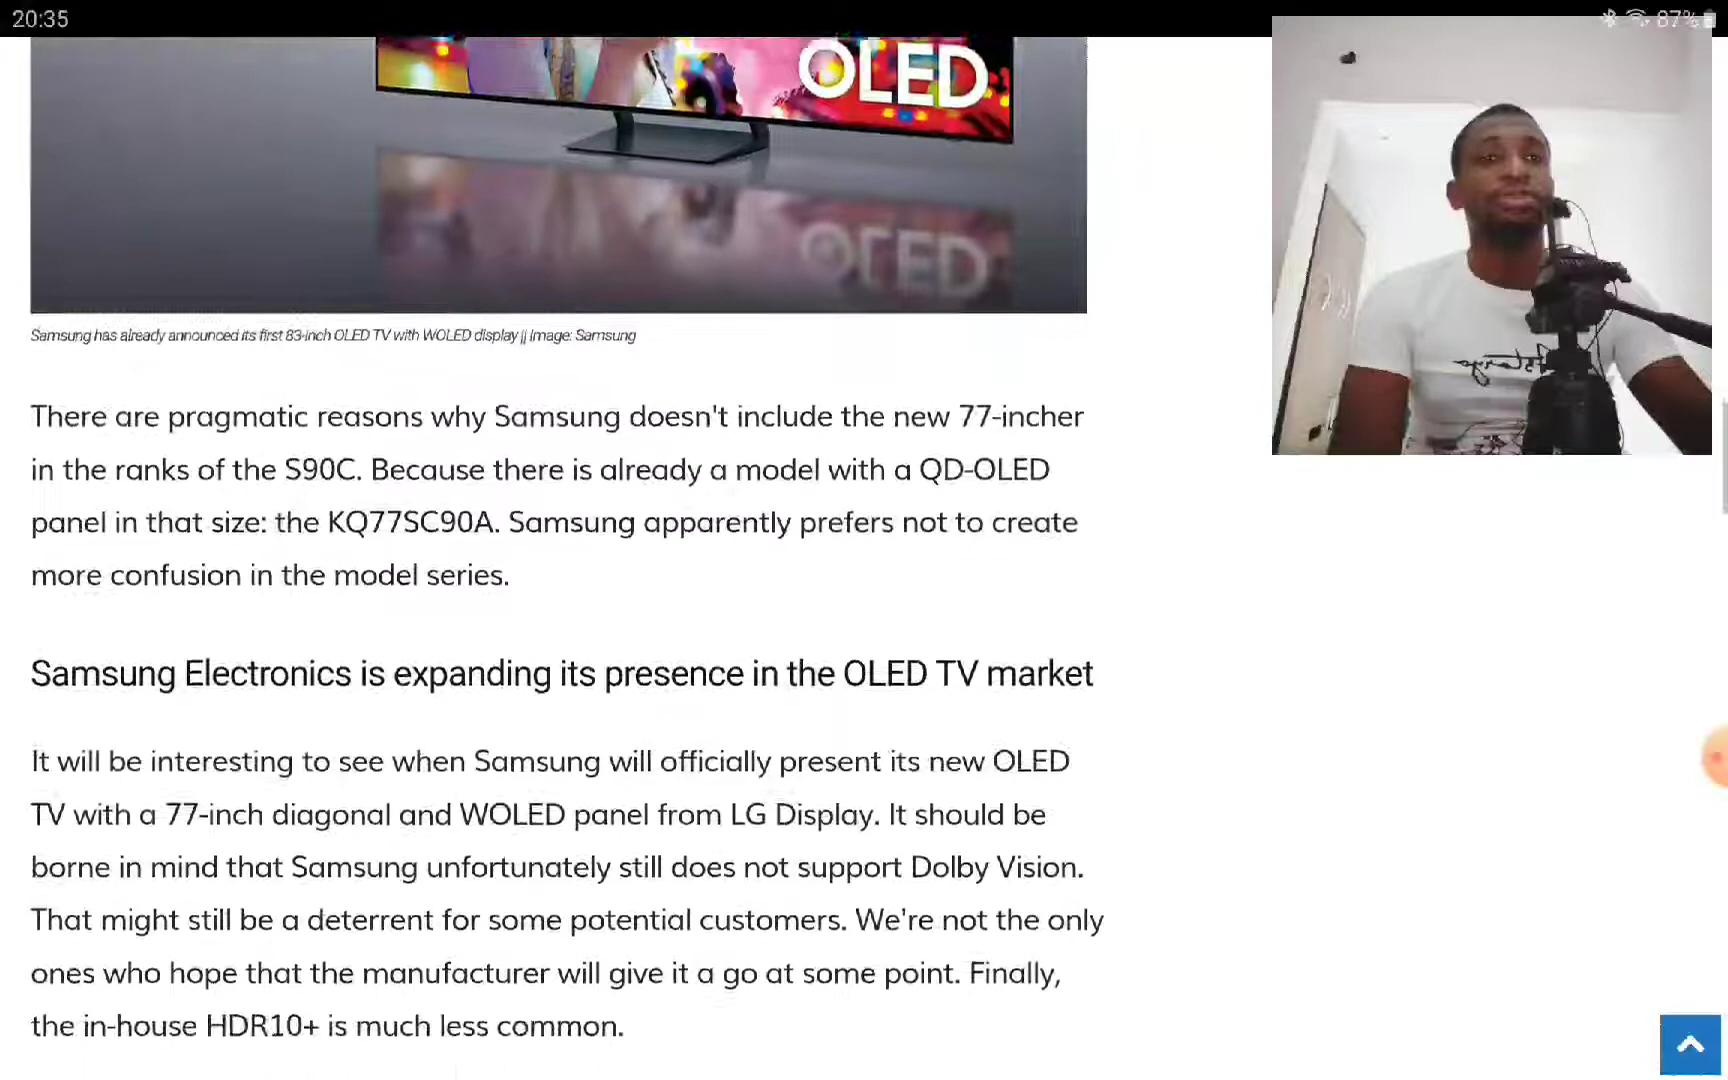 20:35
87%
OLED
OLED
Samsung has already announced its first 83-inch OLED TV with WOLED display || Image: Samsung
There are pragmatic reasons why Samsung doesn't include the new 77-incher
in the ranks of the S90C. Because there is already a model with a QD-OLED
panel in that size: the KQ77SC90A. Samsung apparently prefers not to create
more confusion in the model series.
Samsung Electronics is expanding its presence in the OLED TV market
It will be interesting to see when Samsung will officially present its new OLED
TV with a 77-inch diagonal and WOLED panel from LG Display. It should be
borne in mind that Samsung unfortunately still does not support Dolby Vision.
That might still be a deterrent for some potential customers. We're not the only
ones who hope that the manufacturer will give it a go at some point. Finally,
the in-house HDR10+ is much less common.